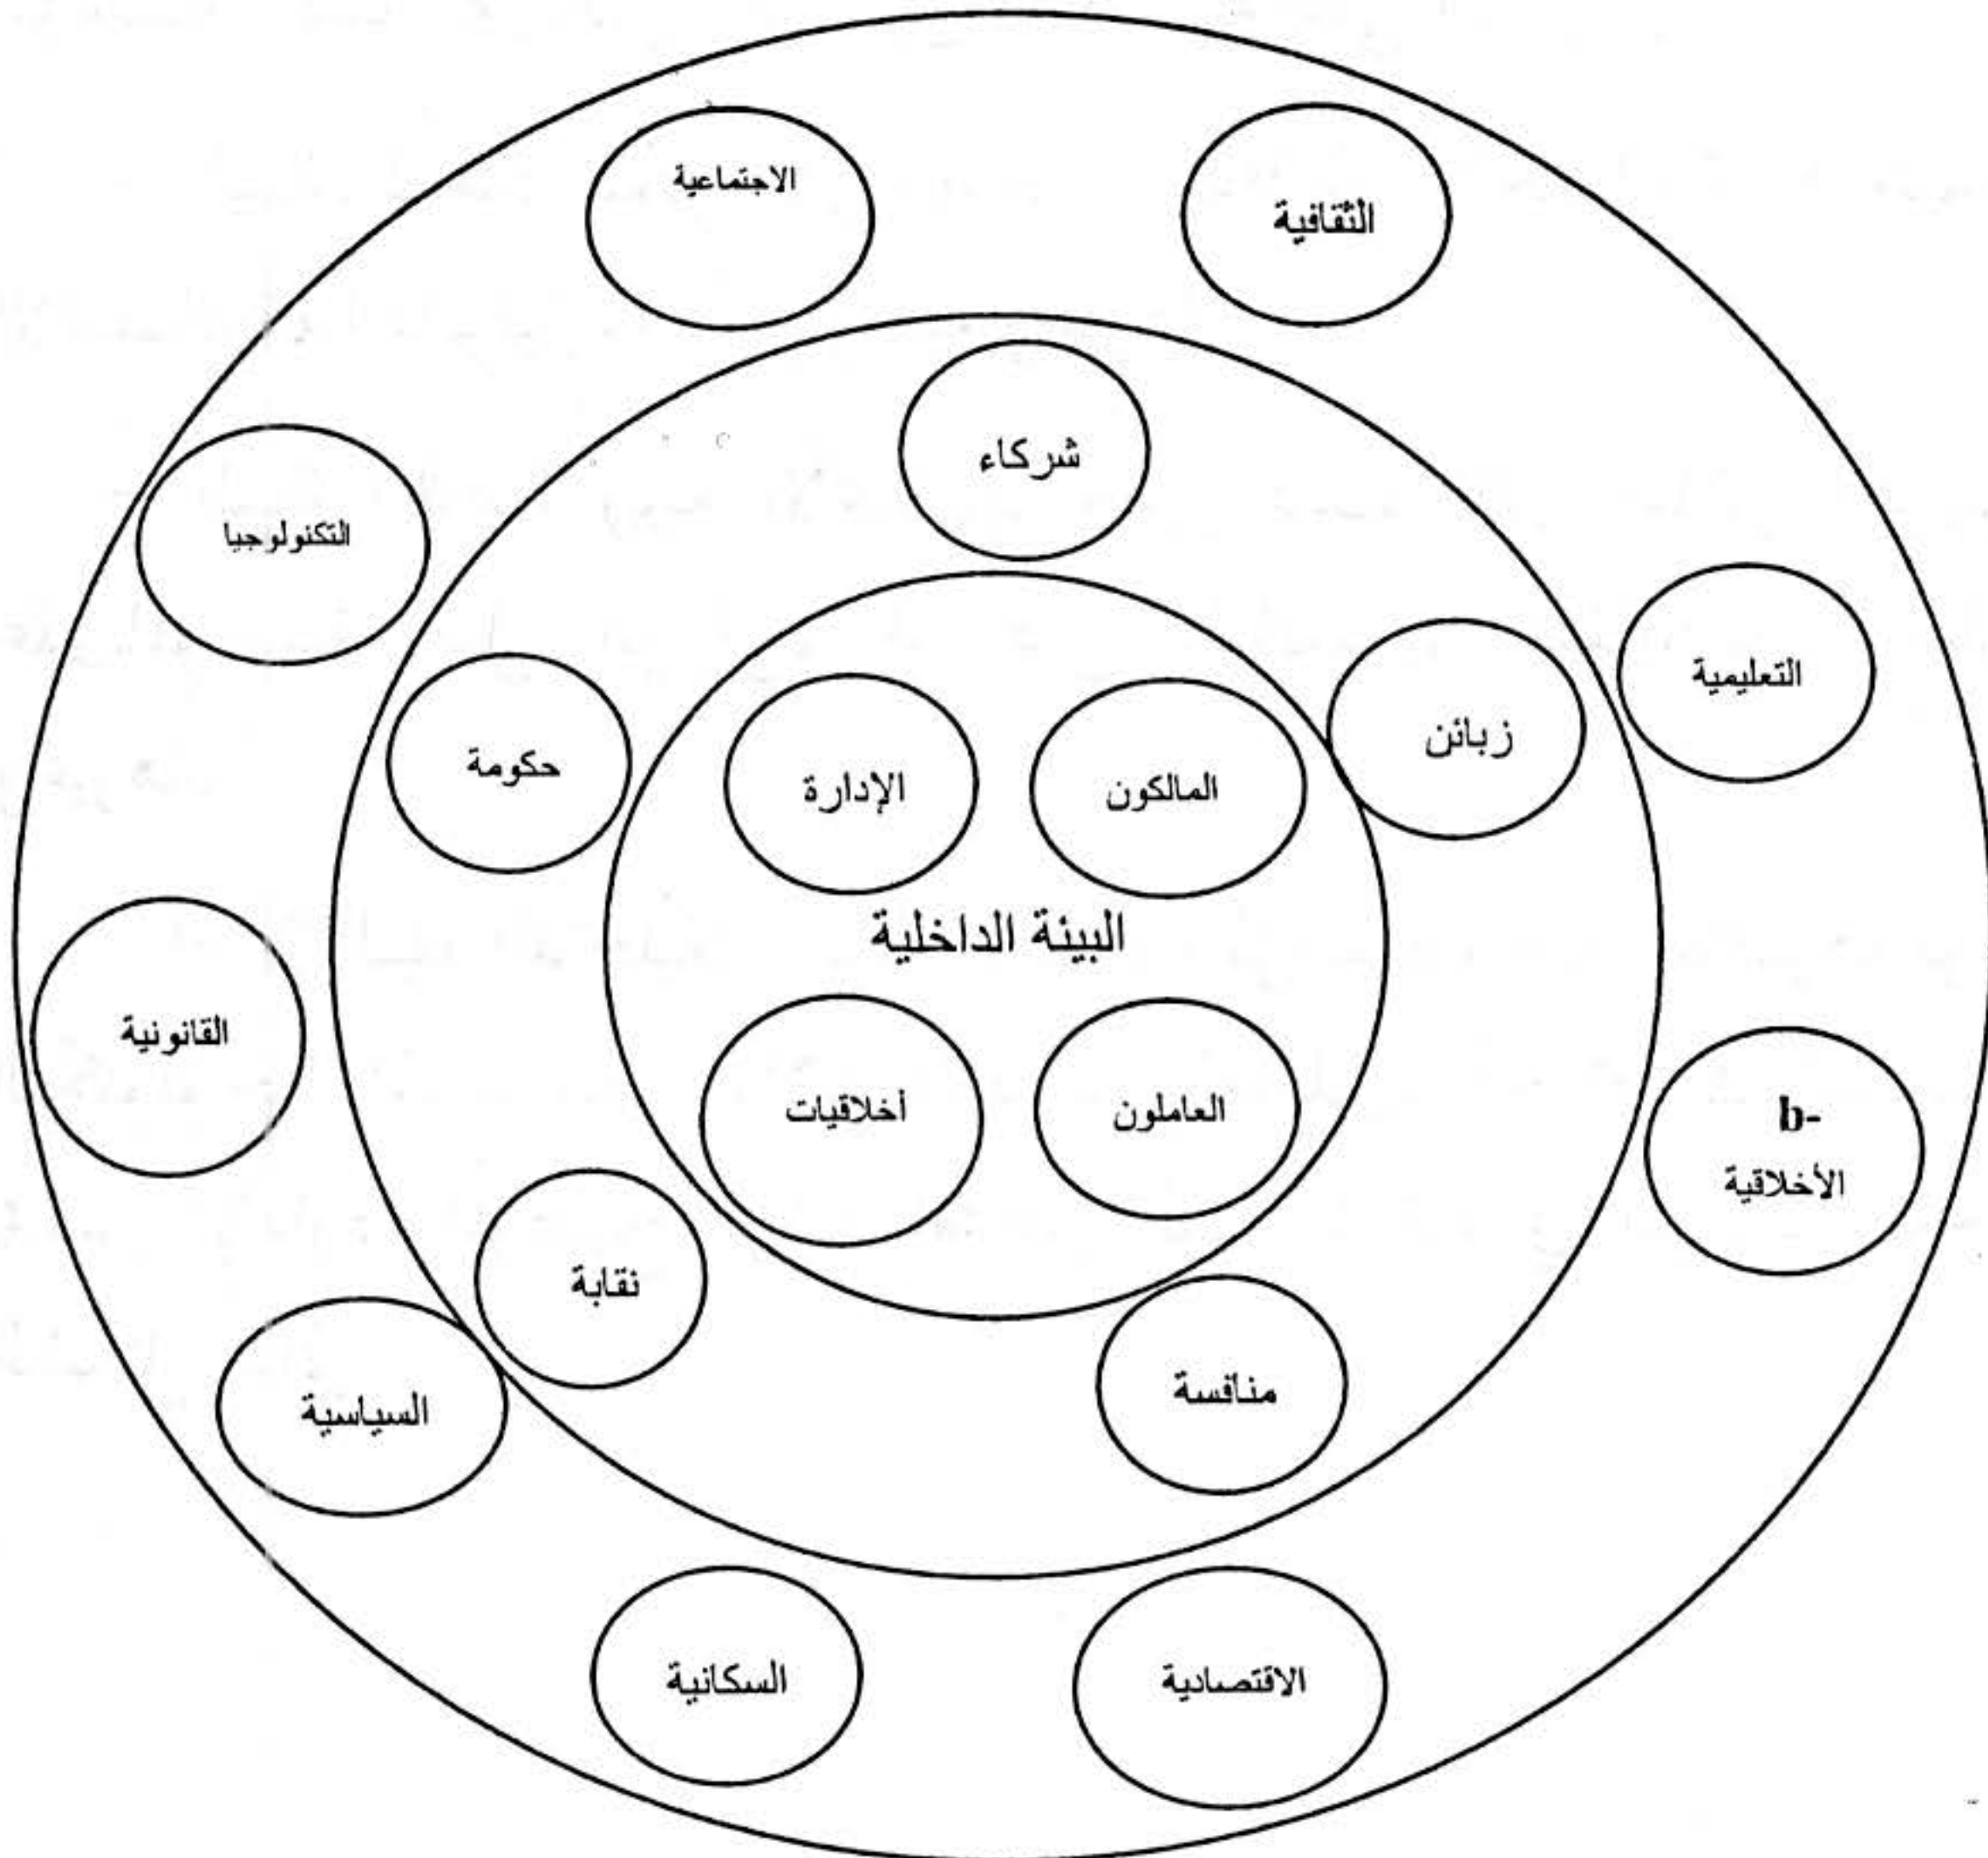 الثقافية
الاجتماعية
شركاء
التكنولوجيا
التعليمية
زبائن
حكومة
المالكون
الإدارة
البيئة الداخلية
القانونية
العاملون
أخلاقيات
b-
الأخلاقية
نقابة
منافسة
السياسية
الاقتصادية
السكانية